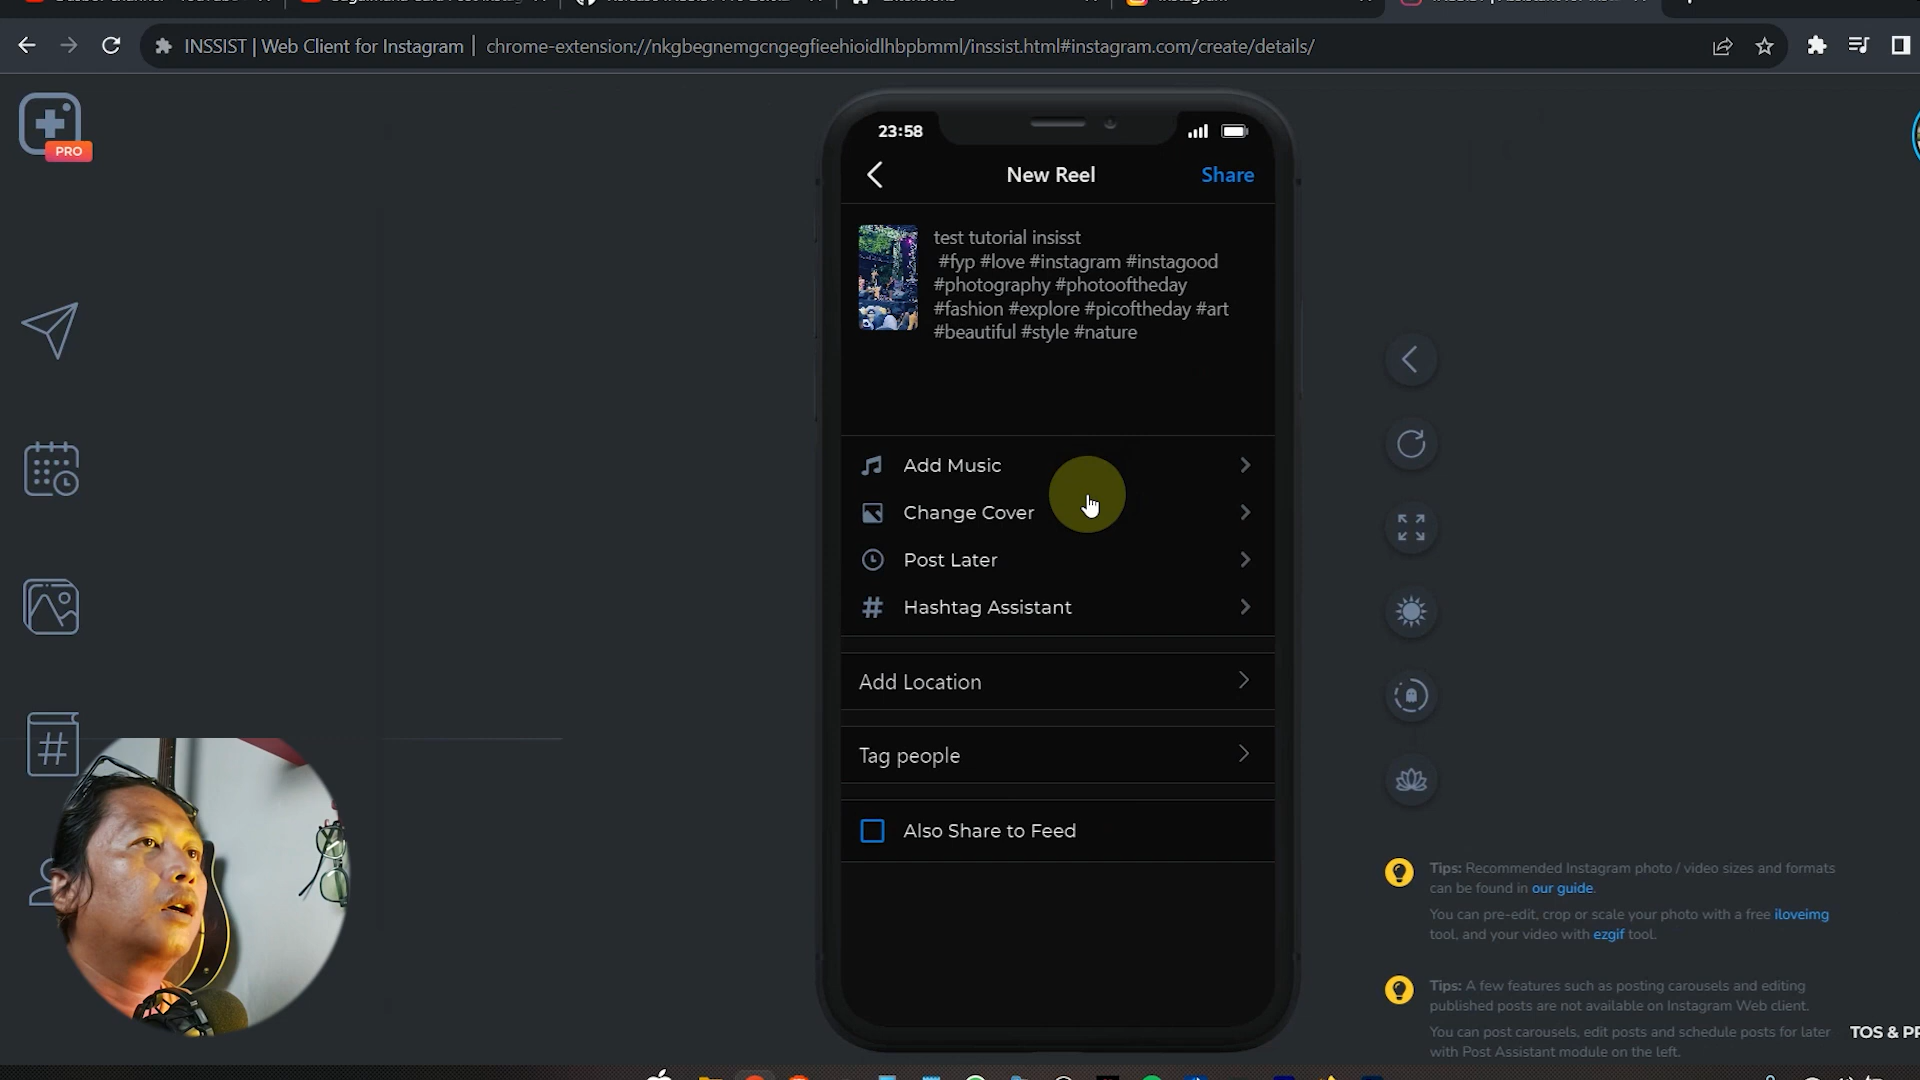 INSSIST | Web Client for Instagram | chrome-extension://nkgbegnemgcngegfieehioidlhbpbmml/inssist.html#instagram.com/create/details/
PRO
23:58
New Reel
Share
test tutorial insisst
#fyp #love #instagram #instagood
#photography #photooftheday
#fashion #explore #picoftheday #art
#beautiful #style #nature
Add Music
Change Cover
Post Later
Hashtag Assistant
Add Location
Tag people
Also Share to Feed
Tips: Recommended Instagram photo / video sizes and formats
can be found in our guide.
You can pre-edit, crop or scale your photo with a free iloveimg
tool, and your video with ezgif tool.
Tips: A few features such as posting carousels and editing
published posts are not available on Instagram Web client.
You can post carousels, edit posts and schedule posts for later
with Post Assistant module on the left.
TOS & PR